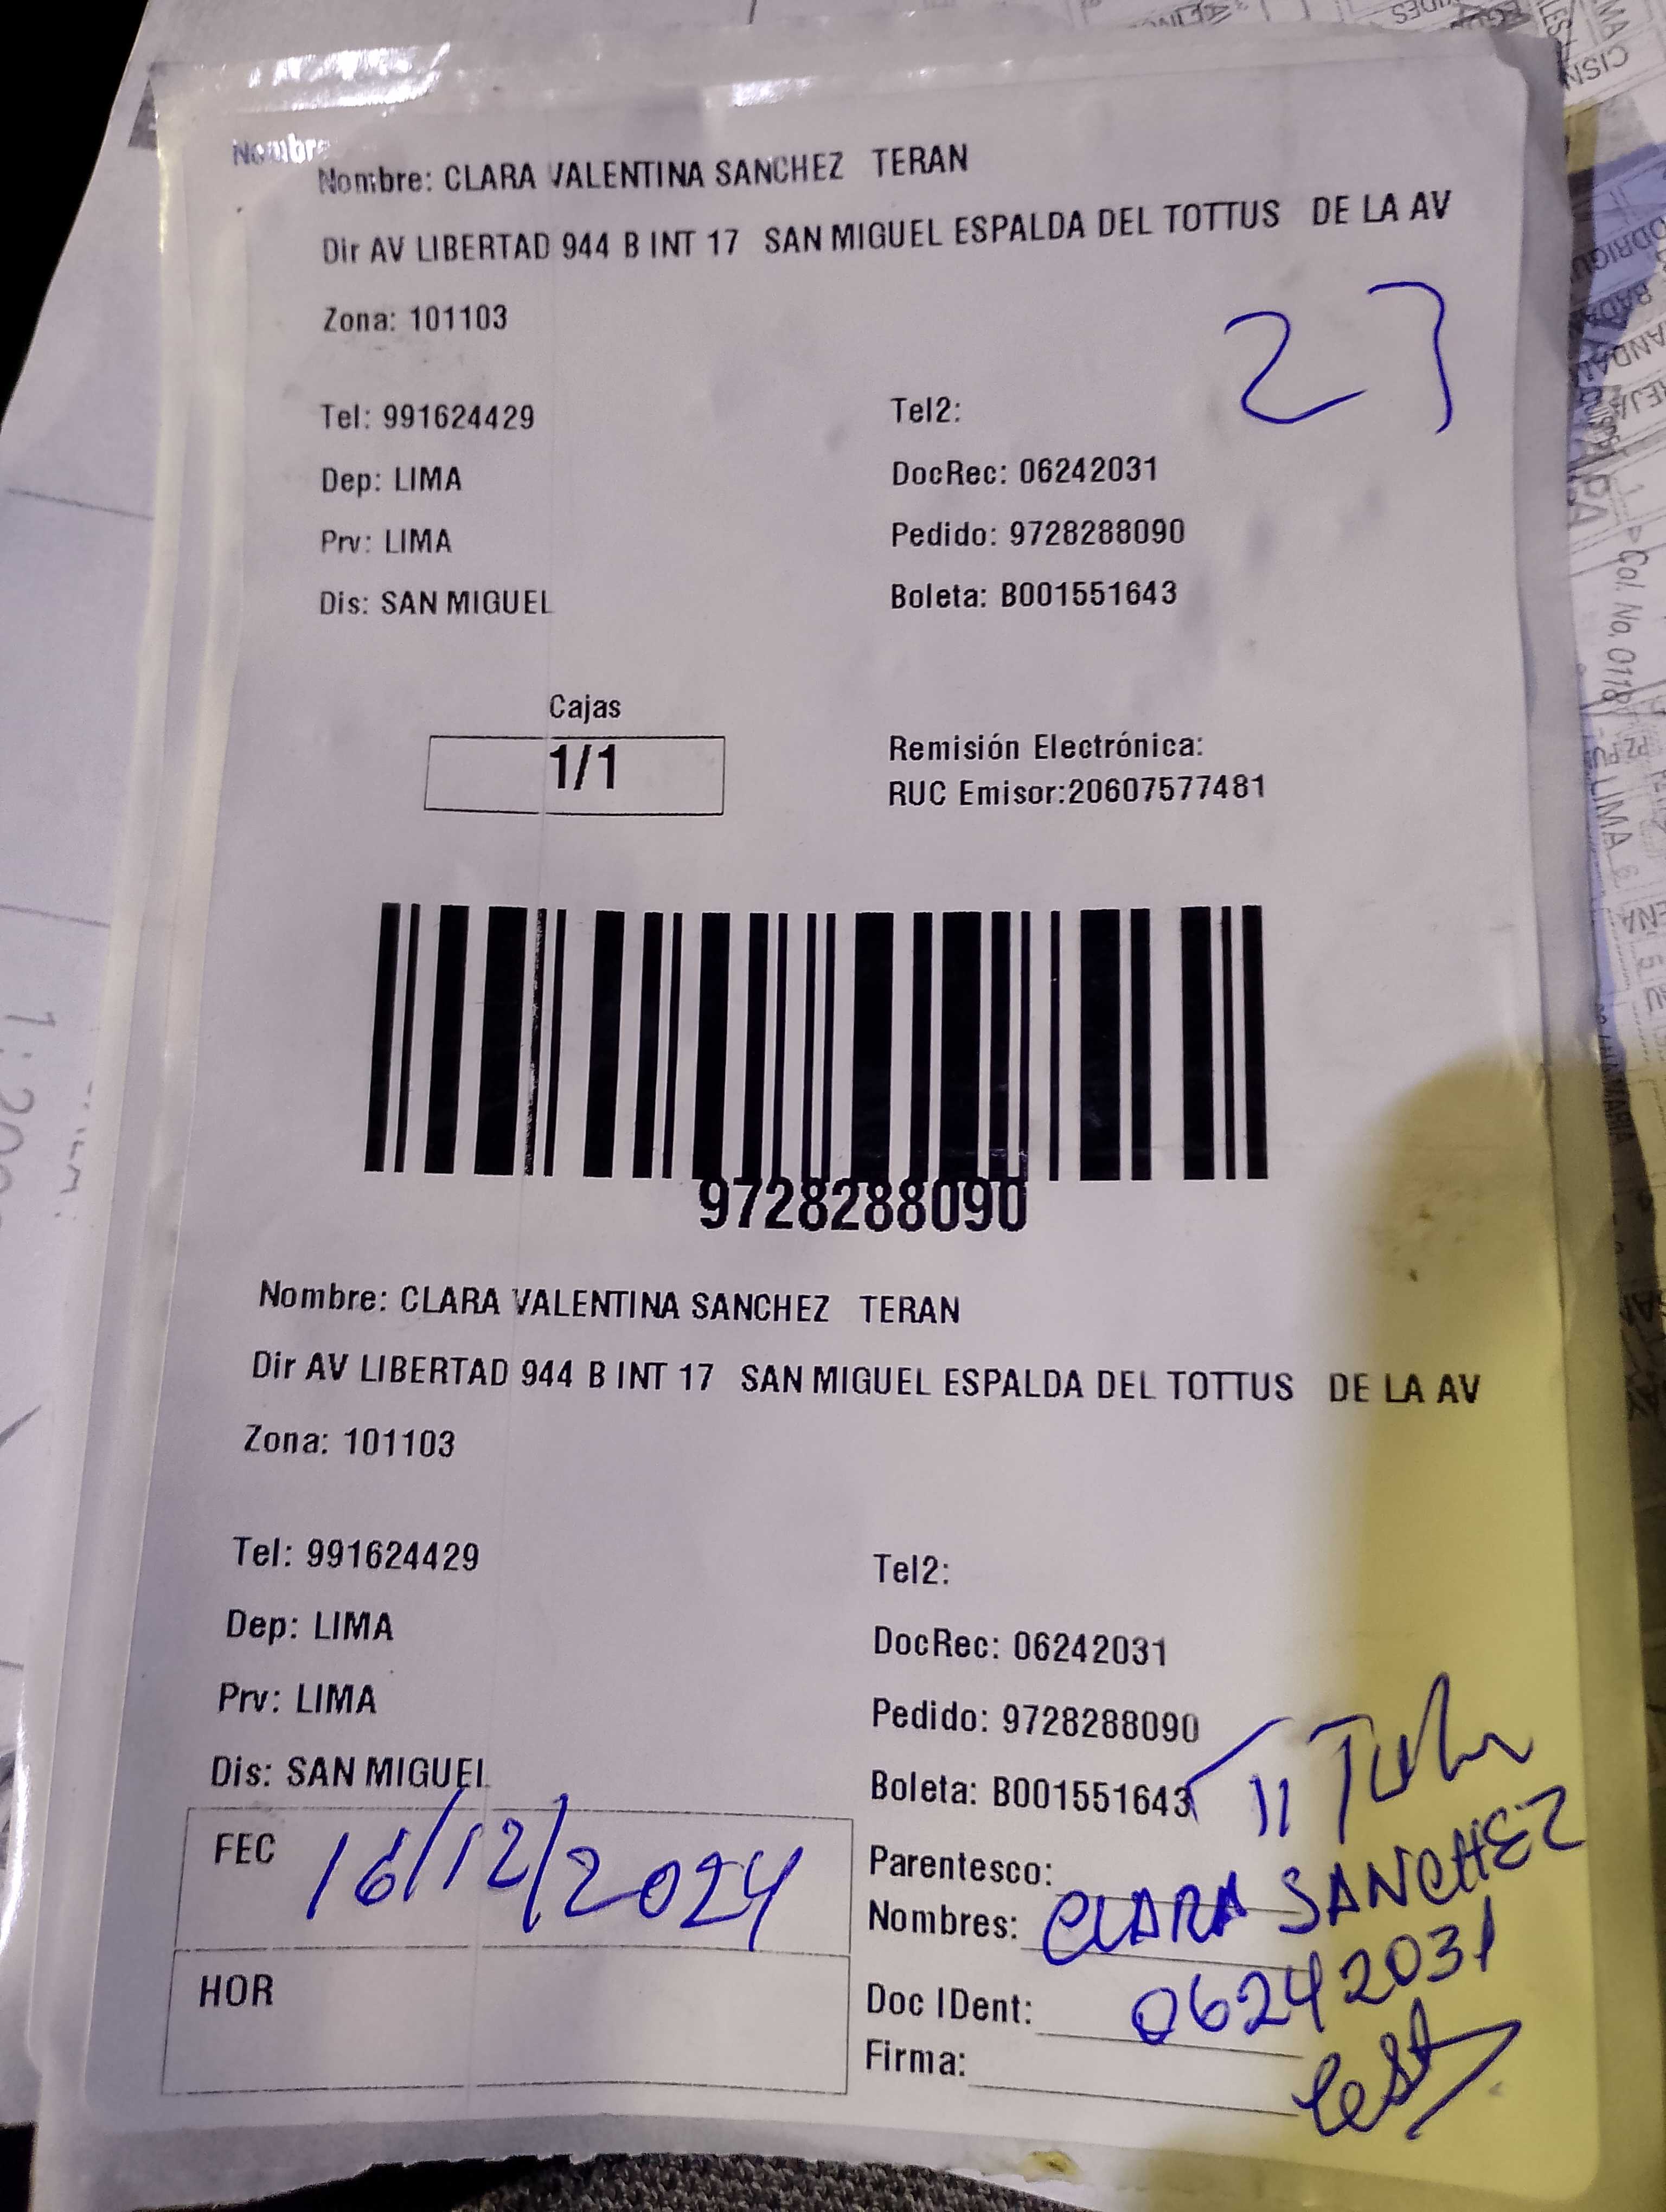 Nombre: CLARA VALENTINA SANCHEZ TERAN
Dir AV LIBERTAD 944 B INT 17 SAN MIGUEL ESPALDA DEL TOTTUS DE LA AV
Zona: 101103
23
Tel: 991624429
Tel2:
Dep: LIMA
DocRec: 06242031
Prv: LIMA
Pedido: 9728288090
Dis: SAN MIGUEL
Boleta: B001551643
Cajas
1/1
Remisión Electrónica:
RUC Emisor:20607577481
9728288090
Nombre: CLARA VALENTINA SANCHEZ TERAN
Dir AV LIBERTAD 944 B INT 17 SAN MIGUEL ESPALDA DEL TOTTUS DE LA AV
Zona: 101103
Tel: 991624429
Tel2:
Dep: LIMA
DocRec: 06242031
Prv: LIMA
Pedido: 9728288090
Dis: SAN MIGUEL
Boleta: B001551643
FEC 16/12/2024
Parentesco:
Nombres: CLARA SANCHEZ
HOR
Doc IDent: 06242031
Firma: